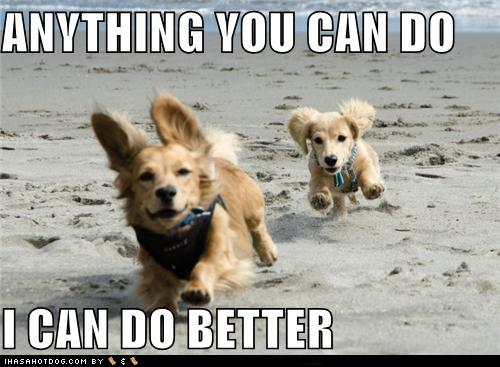 ANYTHING YOU CAN DO
I CAN DO BETTER
IHASAHOTDOG.COM BY &